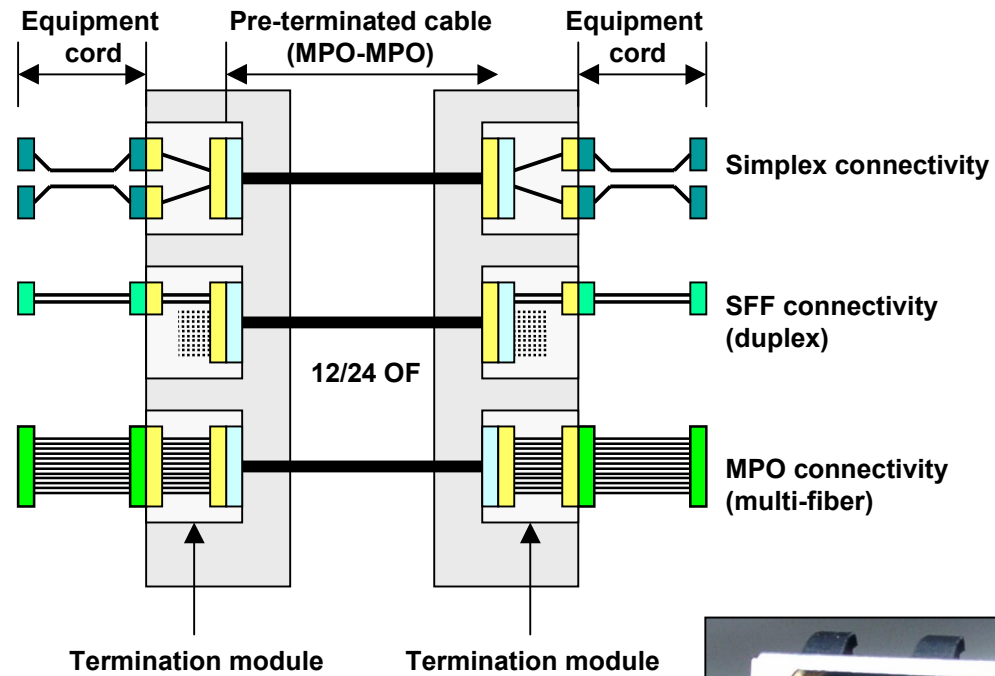 Equipment
cord
Pre-terminated cable
(MPO-MPO)
Equipment
cord
Simplex connectivity
SFF connectivity
(duplex)
12/24 OF
MPO connectivity
(multi-fiber)
Termination module
Termination module